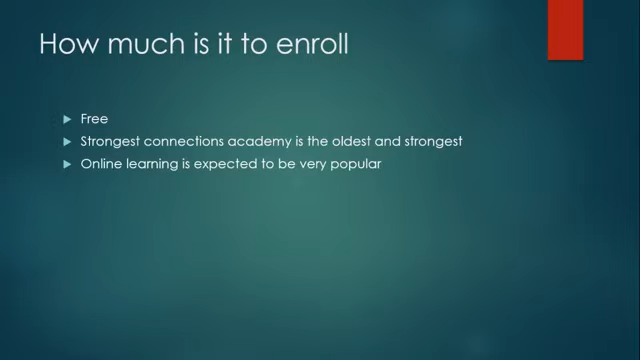 How much is it to enroll
Free
Strongest connections academy is the oldest and strongest
Online learning is expected to be very popular